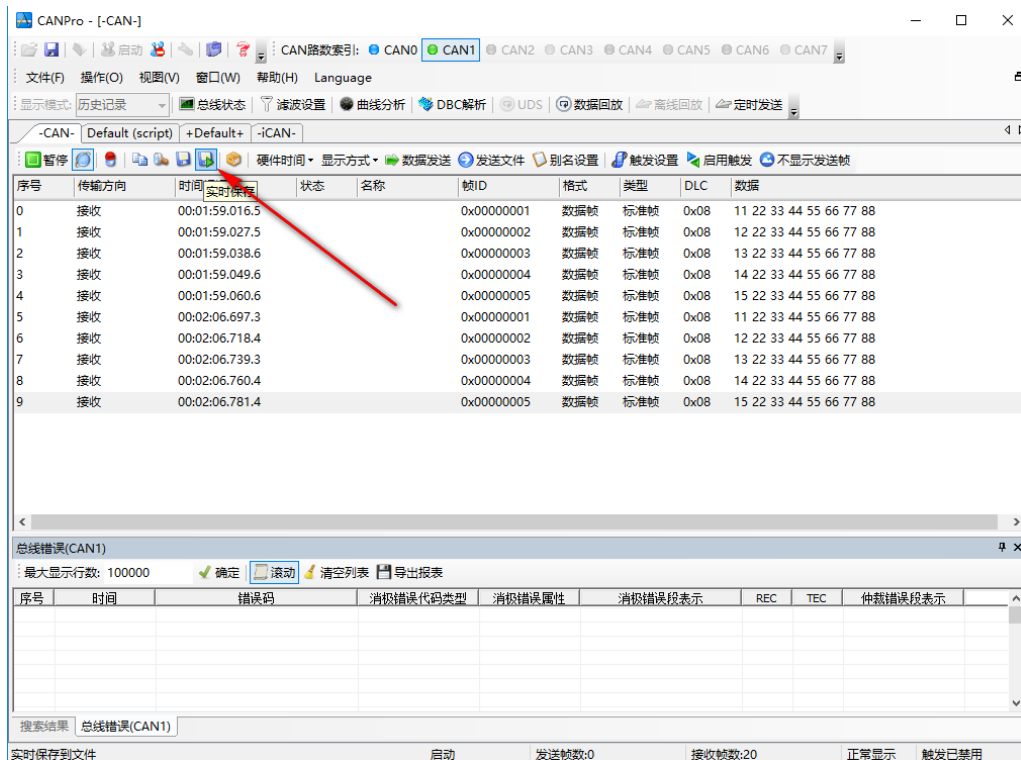 CANPro - [-CAN-]
启动 CAN路数索引: CAN0 CAN1 CAN2 CAN3 CAN4 CAN5 CAN6 CAN7
文件(F) 操作(O) 视图(V) 窗口(W) 帮助(H) Language
显示模式: 历史记录 总线状态 滤波设置 曲线分析 DBC解析 UDS 数据回放 离线回放 定时发送
-CAN- Default (script) +Default+ -iCAN-
暂停 硬件时间 显示方式 数据发送 发送文件 别名设置 触发设置 启用触发 不显示发送帧
序号 传输方向 时间 状态 名称 帧ID 格式 类型 DLC 数据
实时保存
0 接收 00:01:59.016.5 0x00000001 数据帧 标准帧 0x08 11 22 33 44 55 66 77 88
1 接收 00:01:59.027.5 0x00000002 数据帧 标准帧 0x08 12 22 33 44 55 66 77 88
2 接收 00:01:59.038.6 0x00000003 数据帧 标准帧 0x08 13 22 33 44 55 66 77 88
3 接收 00:01:59.049.6 0x00000004 数据帧 标准帧 0x08 14 22 33 44 55 66 77 88
4 接收 00:01:59.060.6 0x00000005 数据帧 标准帧 0x08 15 22 33 44 55 66 77 88
5 接收 00:02:06.697.3 0x00000001 数据帧 标准帧 0x08 11 22 33 44 55 66 77 88
6 接收 00:02:06.718.4 0x00000002 数据帧 标准帧 0x08 12 22 33 44 55 66 77 88
7 接收 00:02:06.739.3 0x00000003 数据帧 标准帧 0x08 13 22 33 44 55 66 77 88
8 接收 00:02:06.760.4 0x00000004 数据帧 标准帧 0x08 14 22 33 44 55 66 77 88
9 接收 00:02:06.781.4 0x00000005 数据帧 标准帧 0x08 15 22 33 44 55 66 77 88
总线错误(CAN1)
最大显示行数: 100000 确定 滚动 清空列表 导出报表
序号 时间 错误码 消极错误代码类型 消极错误属性 消极错误段表示 REC TEC 仲裁错误段表示
搜索结果 总线错误(CAN1)
实时保存到文件 启动 发送帧数:0 接收帧数:20 正常显示 触发已禁用